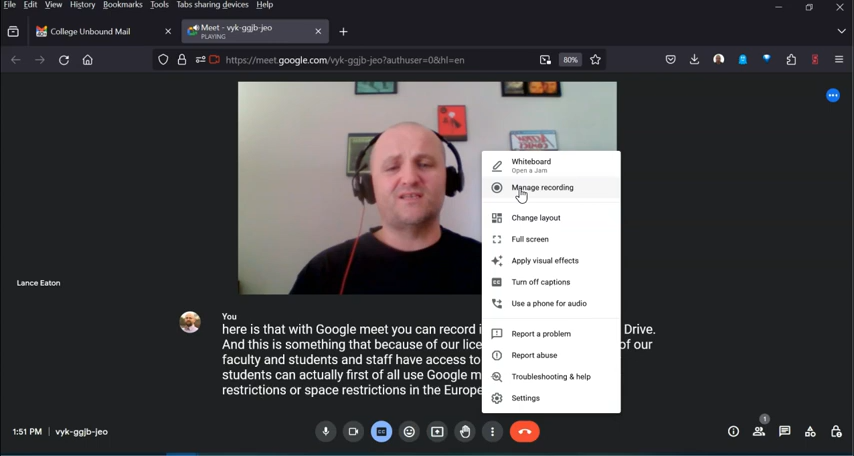 File Edit View History Bookmarks Tools Tabs sharing devices Help
College Unbound Mail
Meet - vyk-ggjb-jeo
PLAYING
https://meet.google.com/vyk-ggjb-jeo?authuser=0&hl=en
80%
Whiteboard
Open a Jam
Manage recording
Change layout
Full screen
Apply visual effects
Turn off captions
Use a phone for audio
Report a problem
Report abuse
Troubleshooting & help
Settings
Lance Eaton
You
here is that with Google meet you can record i Drive.
And this is something that because of our lice of our
faculty and students and staff have access to
students can actually first of all use Google m
restrictions or space restrictions in the Europe
1:51 PM | vyk-ggjb-jeo
1